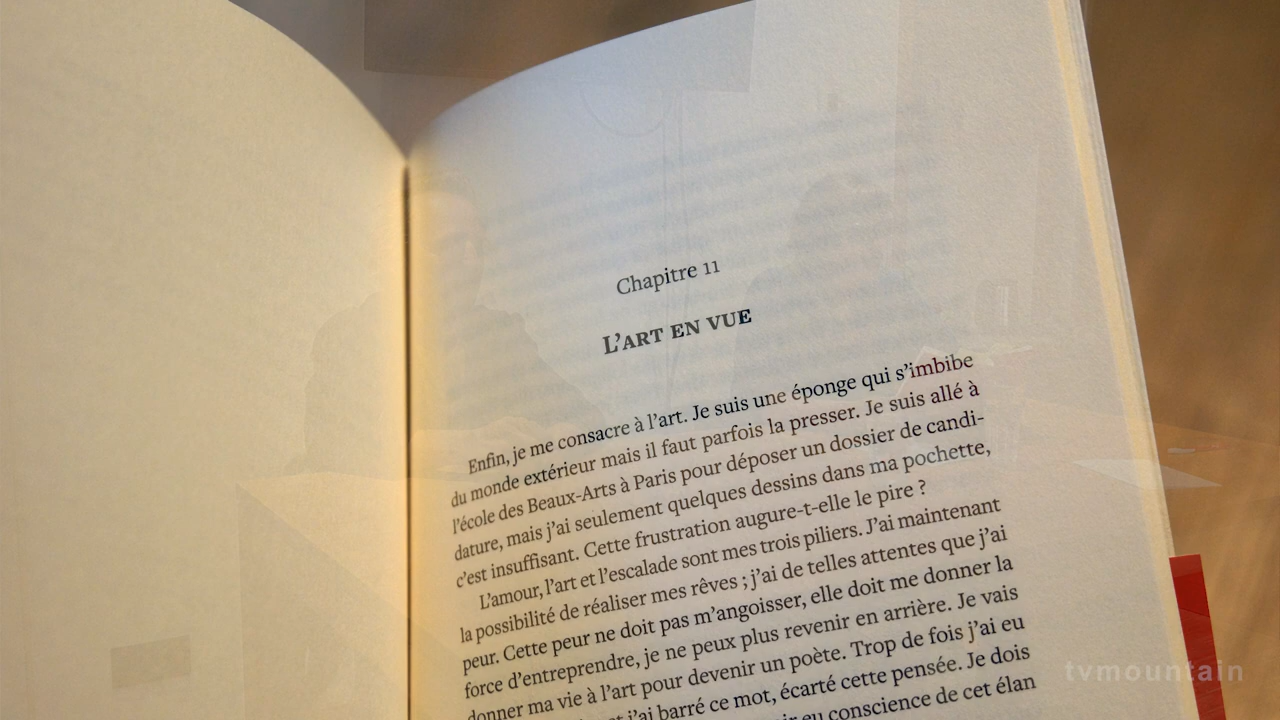 Chapitre 11
L'ART EN VUE
Enfin, je me consacre à l'art. Je suis une éponge qui s'imbibe
du monde extérieur mais il faut parfois la presser. Je suis allé à
l'école des Beaux-Arts à Paris pour déposer un dossier de candi-
dature, mais j'ai seulement quelques dessins dans ma pochette,
c'est insuffisant. Cette frustration augure-t-elle le pire ?
L'amour, l'art et l'escalade sont mes trois piliers. J'ai maintenant
la possibilité de réaliser mes rêves ; j'ai de telles attentes que j'ai
peur. Cette peur ne doit pas m'angoisser, elle doit me donner la
force d'entreprendre, je ne peux plus revenir en arrière. Je vais
donner ma vie à l'art pour devenir un poète. Trop de fois j'ai eu
j'ai barré ce mot, écarté cette pensée. Je dois
eu conscience de cet élan
tvmountain